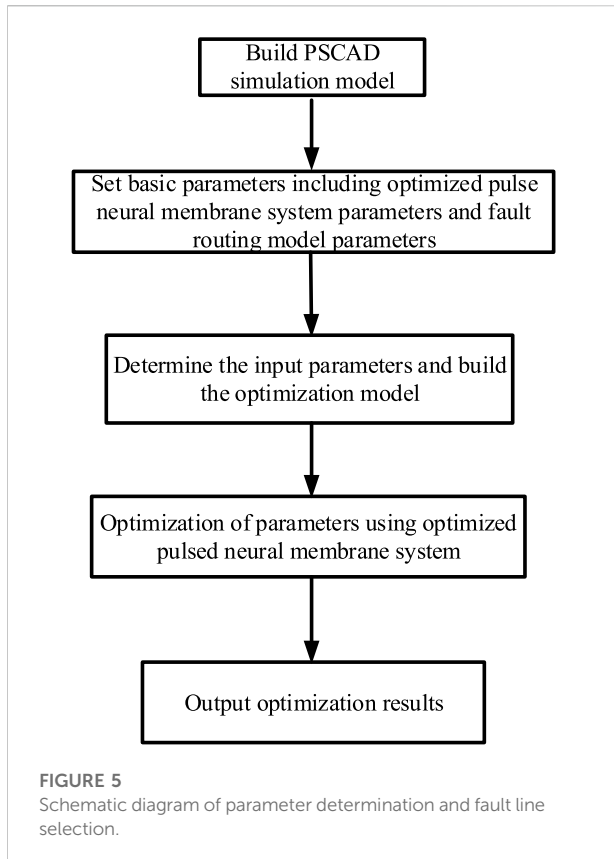 Build PSCAD
simulation model
Set basic parameters including optimized pulse
neural membrane system parameters and fault
routing model parameters
Determine the input parameters and build
the optimization model
Optimization of parameters using optimized
pulsed neural membrane system
Output optimization results
FIGURE 5
Schematic diagram of parameter determination and fault line
selection.